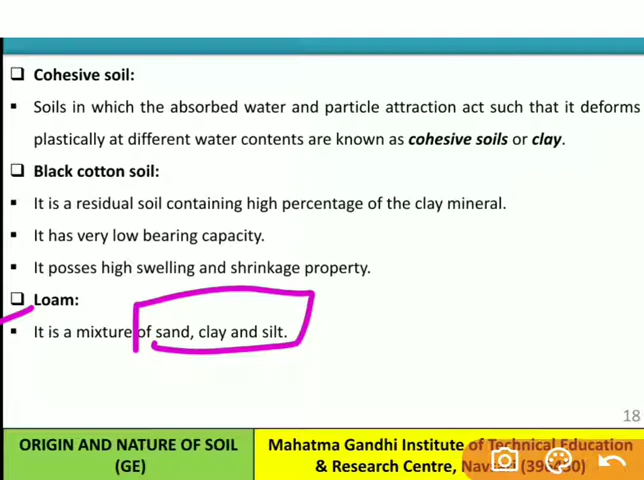 Cohesive soil:
Soils in which the absorbed water and particle attraction act such that it deforms
plastically at different water contents are known as cohesive soils or clay.
Black cotton soil:
It is a residual soil containing high percentage of the clay mineral.
It has very low bearing capacity.
It posses high swelling and shrinkage property.
Loam:
It is a mixture of sand, clay and silt.
18
ORIGIN AND NATURE OF SOIL
(GE)
Mahatma Gandhi Institute of Technical Education
& Research Centre, Navsari (396450)